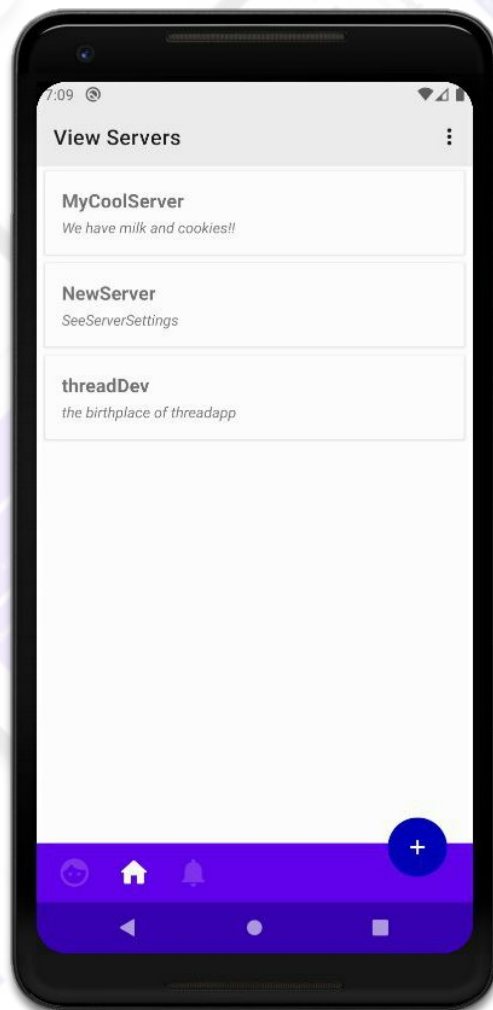 7:09
View Servers
MyCoolServer
We have milk and cookies!!
NewServer
SeeServerSettings
threadDev
the birthplace of threadapp
+